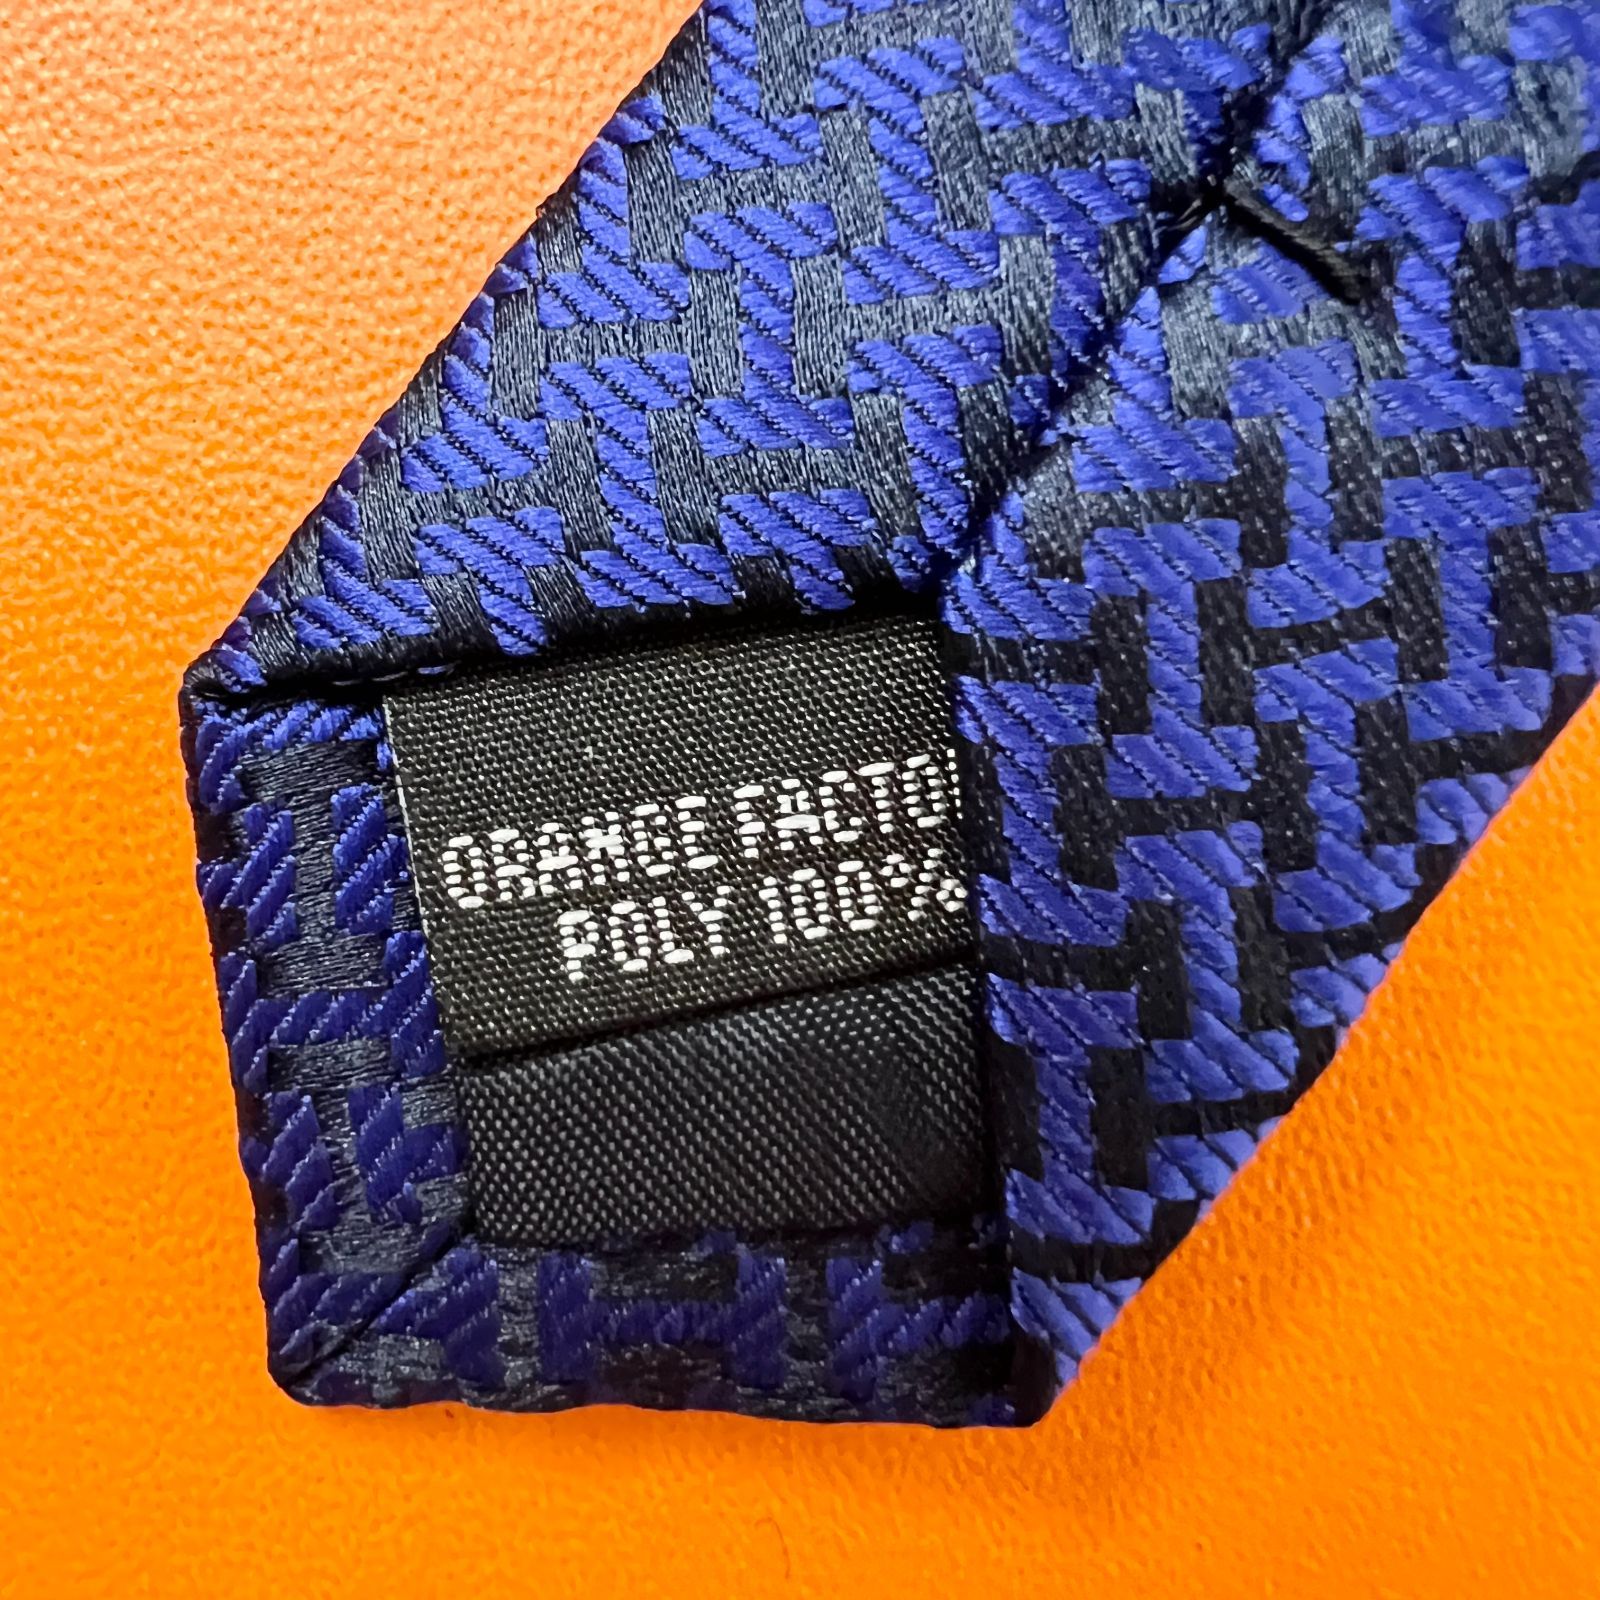 ORANGE FACTO
POLY 100%